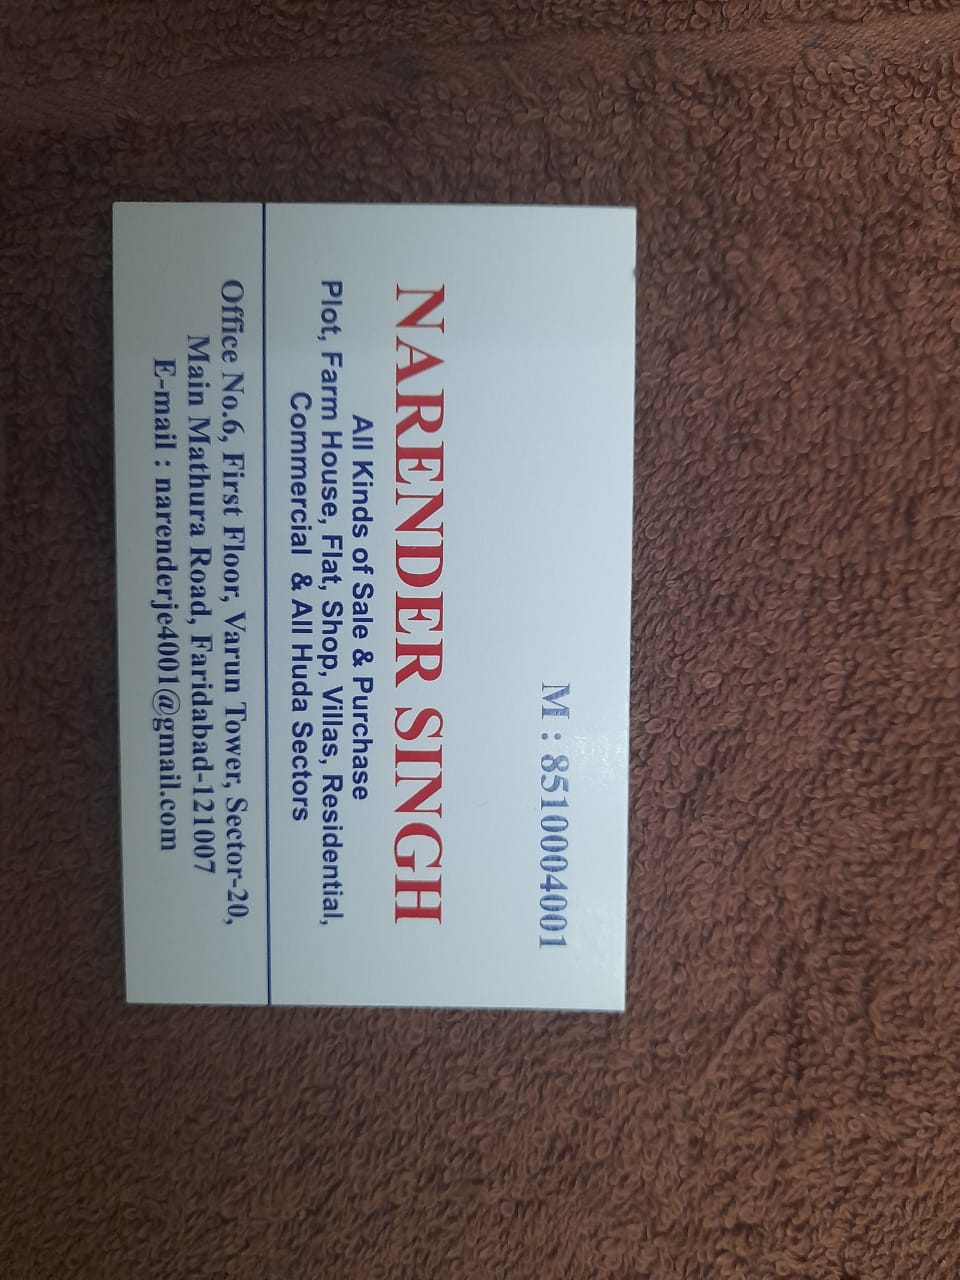 M : 8510004001
NARENDER SINGH
All Kinds of Sale & Purchase
Plot, Farm House, Flat, Shop, Villas, Residential,
Commercial & All Huda Sectors
Office No.6, First Floor, Varun Tower, Sector-20,
Main Mathura Road, Faridabad-121007
E-mail : narenderje4001@gmail.com